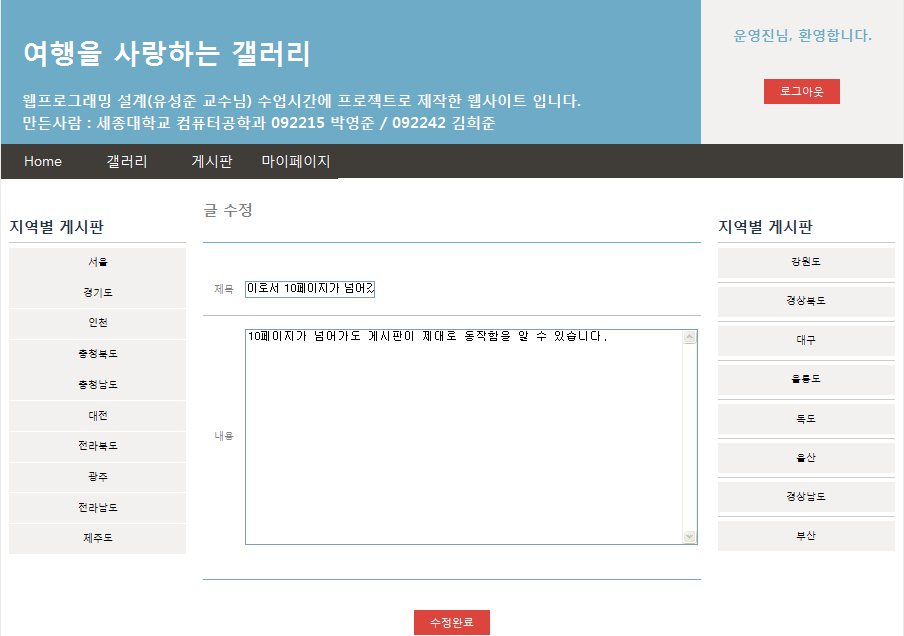 여행을 사랑하는 갤러리
웹프로그래밍 설계(유성준 교수님) 수업시간에 프로젝트로 제작한 웹사이트 입니다.
만든사람 : 세종대학교 컴퓨터공학과 092215 박영준 / 092242 김희준
운영진님, 환영합니다.
로그아웃
Home 갤러리 게시판 마이페이지
지역별 게시판
서울
경기도
인천
충청북도
충청남도
대전
전라북도
광주
전라남도
제주도
글 수정
제목 이로서 10페이지가 넘어
내용 10페이지가 넘어가도 게시판이 제대로 동작함을 알 수 있습니다.
수정완료
지역별 게시판
강원도
경상북도
대구
울릉도
독도
울산
경상남도
부산